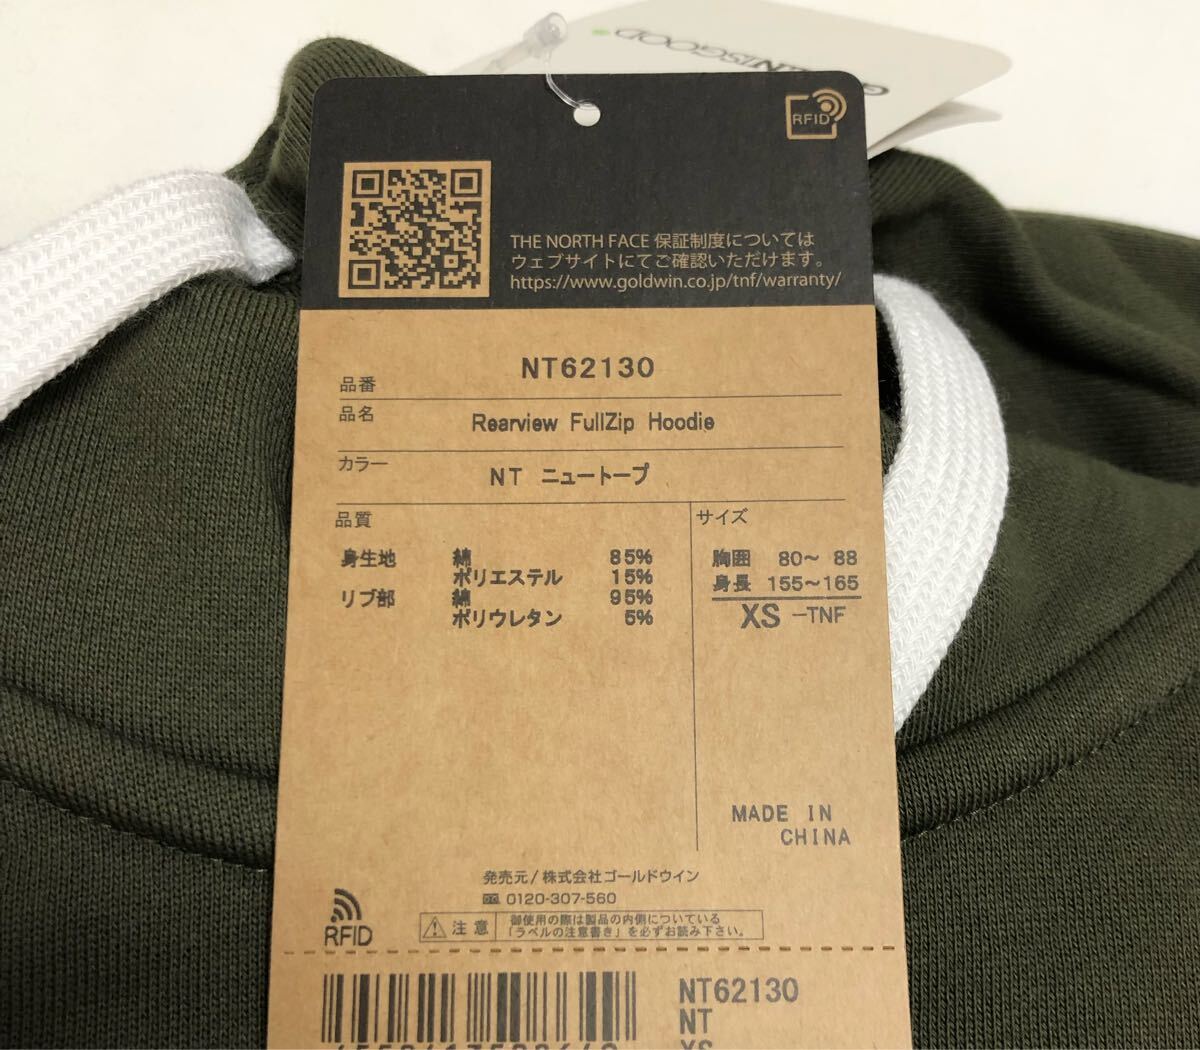 RFID
THE NORTH FACE 保証制度については
ウェブサイトにてご確認いただけます。
https://www.goldwin.co.jp/tnf/warranty/
品番 NT62130
品名 Rearview FullZip Hoodie
カラー NT ニュートープ
品質
身生地 綿 85%
ポリエステル 15%
リブ部 綿 95%
ポリウレタン 5%
サイズ
胸囲 80～ 88
身長 155～165
XS -TNF
MADE IN
CHINA
発売元/株式会社ゴールドウイン
0120-307-560
RFID
注意
御使用の際は製品の内側についている
「ラベルの注意書き」を必ずお読み下さい。
NT62130
NT
XS